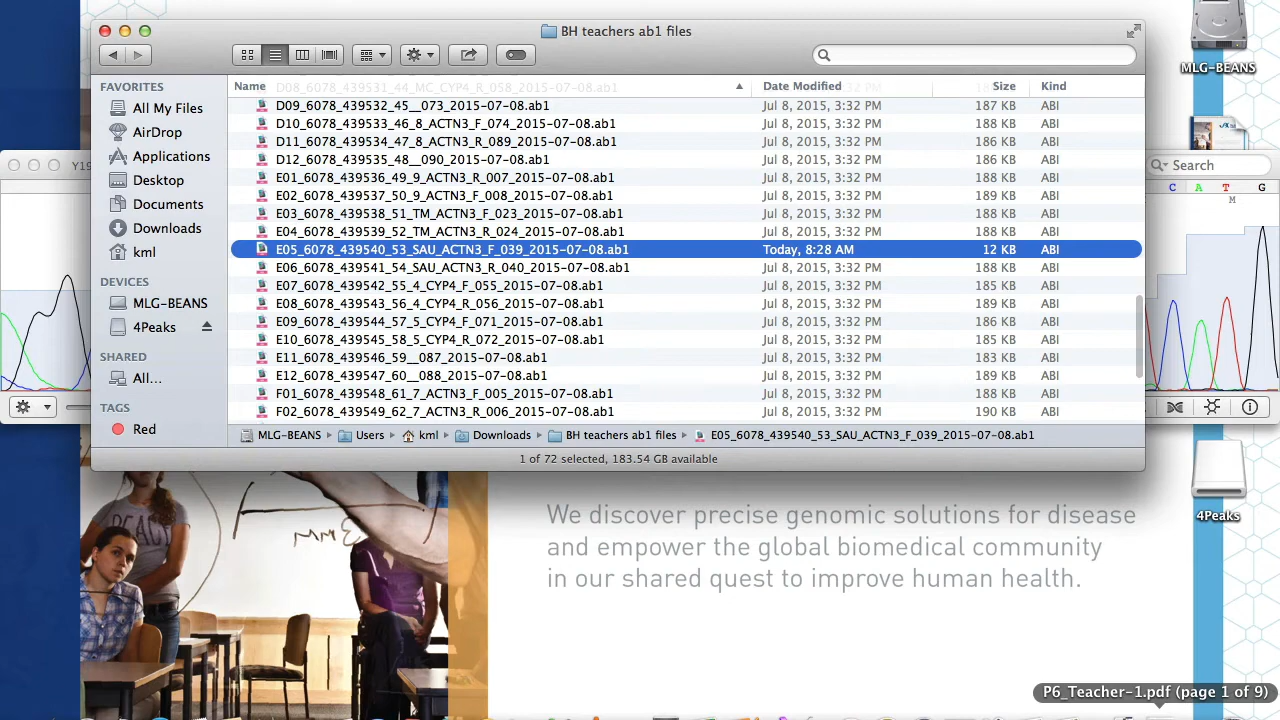 BH teachers ab1 files
MLG-BEANS
FAVORITES
All My Files
AirDrop
Applications
Desktop
Documents
Downloads
kml
DEVICES
MLG-BEANS
4Peaks
SHARED
All...
TAGS
Red
Name Date Modified Size Kind
D08_6078_439531_44_MC_CYP4_R_058_2015-07-08.ab1
D09_6078_439532_45__073_2015-07-08.ab1 Jul 8, 2015, 3:32 PM 187 KB ABI
D10_6078_439533_46_8_ACTN3_F_074_2015-07-08.ab1 Jul 8, 2015, 3:32 PM 188 KB ABI
D11_6078_439534_47_8_ACTN3_R_089_2015-07-08.ab1 Jul 8, 2015, 3:32 PM 186 KB ABI
D12_6078_439535_48__090_2015-07-08.ab1 Jul 8, 2015, 3:32 PM 186 KB ABI
E01_6078_439536_49_9_ACTN3_F_007_2015-07-08.ab1 Jul 8, 2015, 3:32 PM 188 KB ABI
E02_6078_439537_50_9_ACTN3_F_008_2015-07-08.ab1 Jul 8, 2015, 3:32 PM 189 KB ABI
E03_6078_439538_51_TM_ACTN3_F_023_2015-07-08.ab1 Jul 8, 2015, 3:32 PM 188 KB ABI
E04_6078_439539_52_TM_ACTN3_R_024_2015-07-08.ab1 Jul 8, 2015, 3:32 PM 188 KB ABI
E05_6078_439540_53_SAU_ACTN3_F_039_2015-07-08.ab1 Today, 8:28 AM 12 KB ABI
E06_6078_439541_54_SAU_ACTN3_R_040_2015-07-08.ab1 Jul 8, 2015, 3:32 PM 188 KB ABI
E07_6078_439542_55_4_CYP4_F_055_2015-07-08.ab1 Jul 8, 2015, 3:32 PM 188 KB ABI
E08_6078_439543_56_4_CYP4_R_056_2015-07-08.ab1 Jul 8, 2015, 3:32 PM 189 KB ABI
E09_6078_439544_57_5_CYP4_F_071_2015-07-08.ab1 Jul 8, 2015, 3:32 PM 186 KB ABI
E10_6078_439545_58_5_CYP4_R_072_2015-07-08.ab1 Jul 8, 2015, 3:32 PM 185 KB ABI
E11_6078_439546_59__087_2015-07-08.ab1 Jul 8, 2015, 3:32 PM 183 KB ABI
E12_6078_439547_60__088_2015-07-08.ab1 Jul 8, 2015, 3:32 PM 189 KB ABI
F01_6078_439548_61_7_ACTN3_F_005_2015-07-08.ab1 Jul 8, 2015, 3:32 PM 188 KB ABI
F02_6078_439549_62_7_ACTN3_R_006_2015-07-08.ab1 Jul 8, 2015, 3:32 PM 190 KB ABI
MLG-BEANS Users kml Downloads BH teachers ab1 files E05_6078_439540_53_SAU_ACTN3_F_039_2015-07-08.ab1
1 of 72 selected, 183.54 GB available
Search
C A T G
M
4Peaks
We discover precise genomic solutions for disease
and empower the global biomedical community
in our shared quest to improve human health.
P6_Teacher-1.pdf (page 1 of 9)